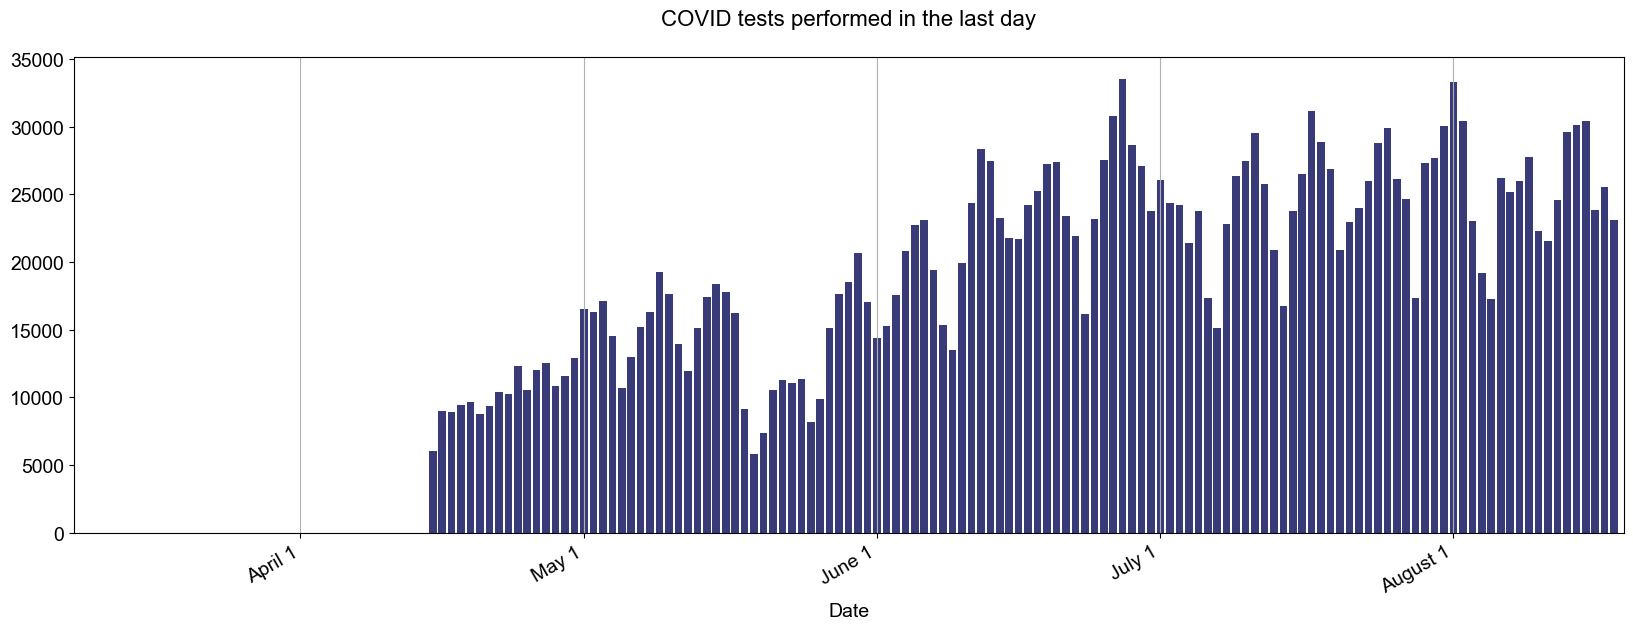 COVID tests performed in the last day
35000
30000
25000
20000
15000
10000
5000
0
April 1
May 1
June 1
July 1
August 1
Date